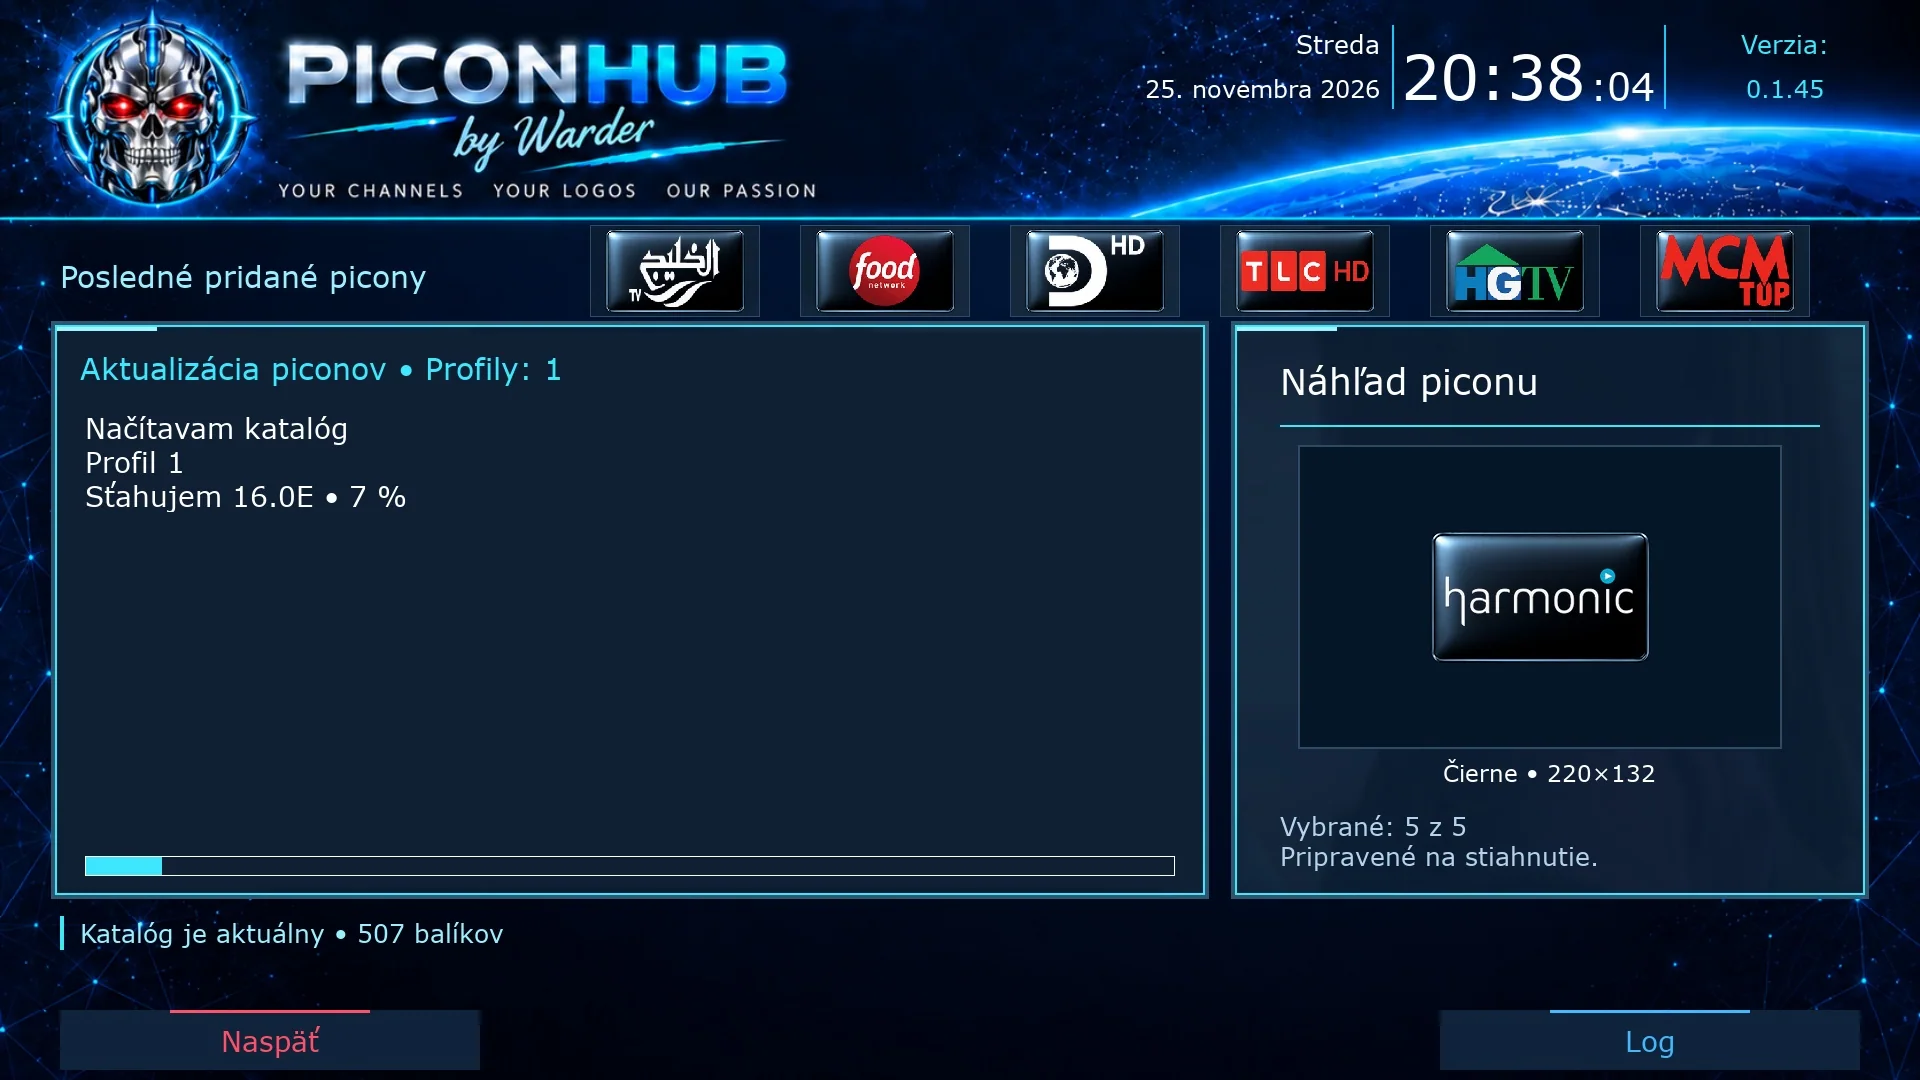 PICONHUB
by Warder
YOUR CHANNELS YOUR LOGOS OUR PASSION
Streda
25. novembra 2026
20:38:04
Verzia:
0.1.45
Posledné pridané picony
الخليج
TV
food
network
HD
TLC HD
HGTV
MCM
TOP
Aktualizácia piconov • Profily: 1
Načítavam katalóg
Profil 1
Sťahujem 16.0E • 7 %
Náhľad piconu
harmonic
Čierne • 220×132
Vybrané: 5 z 5
Pripravené na stiahnutie.
Katalóg je aktuálny • 507 balíkov
Naspäť
Log